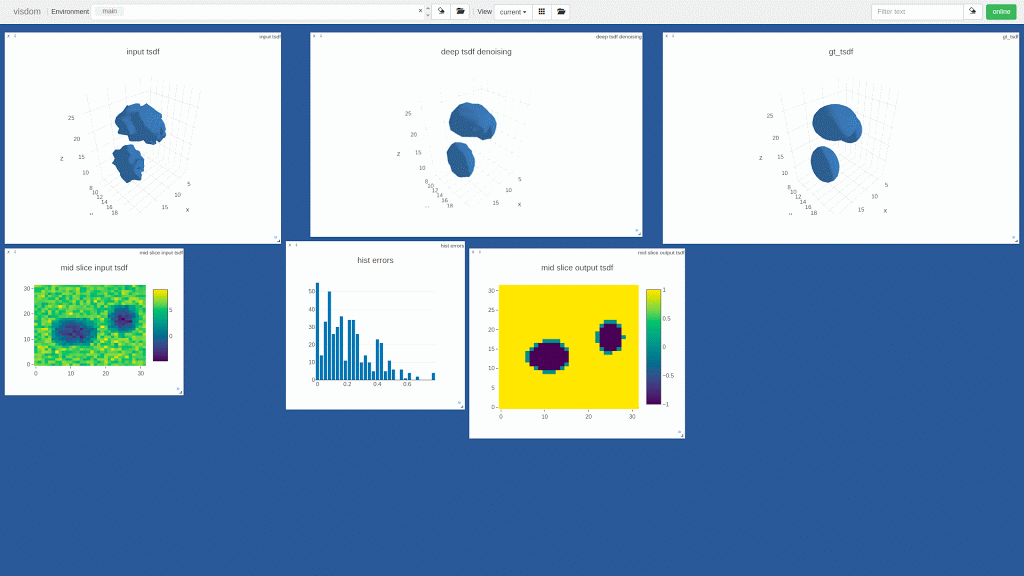 visdom Environment main × View current Filter text online
input tsdf
input tsdf
25
20
z 15
10
8
10
12
14
16
18
5
10
15
x
deep tsdf denoising
deep tsdf denoising
25
20
z 15
10
8
10
12
14
16
18
5
10
15
x
gt_tsdf
gt_tsdf
25
20
z 15
10
8
10
12
14
16
18
5
10
15
x
mid slice input tsdf
mid slice input tsdf
30
20
10
0
0 10 20 30
5
0
hist errors
hist errors
50
40
30
20
10
0
0 0.2 0.4 0.6
mid slice output tsdf
mid slice output tsdf
30
25
20
15
10
5
0
0 10 20 30
1
0.5
0
−0.5
−1